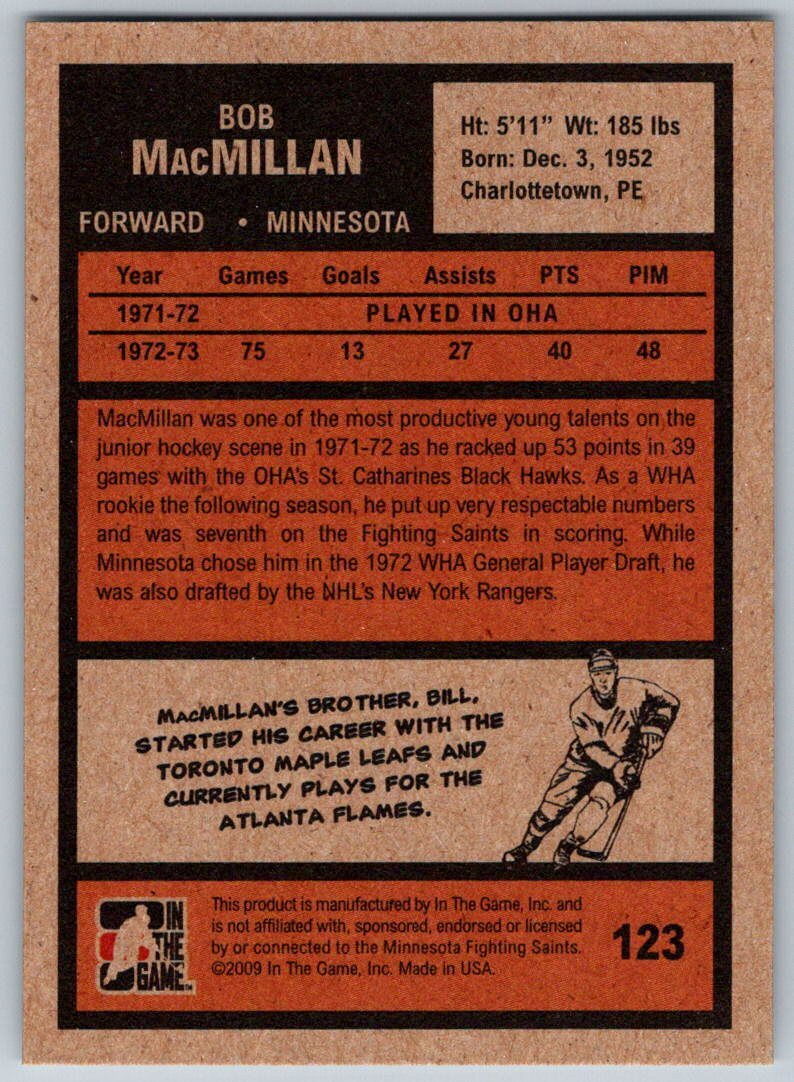 BOB
MACMILLAN
FORWARD • MINNESOTA
Ht: 5'11” Wt: 185 lbs
Born: Dec. 3, 1952
Charlottetown, PE
Year Games Goals Assists PTS PIM
1971-72 PLAYED IN OHA
1972-73 75 13 27 40 48
MacMillan was one of the most productive young talents on the
junior hockey scene in 1971-72 as he racked up 53 points in 39
games with the OHA's St. Catharines Black Hawks. As a WHA
rookie the following season, he put up very respectable numbers
and was seventh on the Fighting Saints in scoring. While
Minnesota chose him in the 1972 WHA General Player Draft, he
was also drafted by the NHL's New York Rangers.
MACMILLAN'S BROTHER, BILL,
STARTED HIS CAREER WITH THE
TORONTO MAPLE LEAFS AND
CURRENTLY PLAYS FOR THE
ATLANTA FLAMES.
IN
THE
GAME™
This product is manufactured by In The Game, Inc. and
is not affiliated with, sponsored, endorsed or licensed
by or connected to the Minnesota Fighting Saints.
©2009 In The Game, Inc. Made in USA.
123